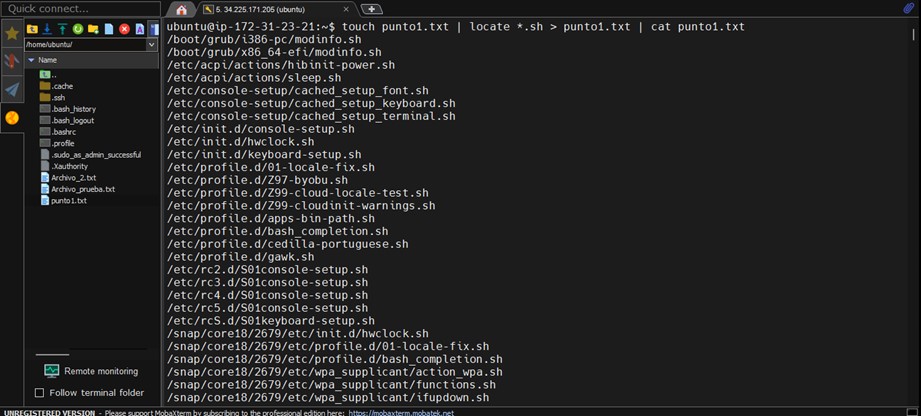 Quick connect...
5. 34.225.171.205 (ubuntu)
/home/ubuntu/
Name
..
.cache
.ssh
.bash_history
.bash_logout
.bashrc
.profile
.sudo_as_admin_successful
.Xauthority
Archivo_2.txt
Archivo_prueba.txt
punto1.txt
Remote monitoring
Follow terminal folder
ubuntu@ip-172-31-23-21:~$ touch punto1.txt | locate *.sh > punto1.txt | cat punto1.txt
/boot/grub/i386-pc/modinfo.sh
/boot/grub/x86_64-efi/modinfo.sh
/etc/acpi/actions/hibinit-power.sh
/etc/acpi/actions/sleep.sh
/etc/console-setup/cached_setup_font.sh
/etc/console-setup/cached_setup_keyboard.sh
/etc/console-setup/cached_setup_terminal.sh
/etc/init.d/console-setup.sh
/etc/init.d/hwclock.sh
/etc/init.d/keyboard-setup.sh
/etc/profile.d/01-locale-fix.sh
/etc/profile.d/Z97-byobu.sh
/etc/profile.d/Z99-cloud-locale-test.sh
/etc/profile.d/Z99-cloudinit-warnings.sh
/etc/profile.d/apps-bin-path.sh
/etc/profile.d/bash_completion.sh
/etc/profile.d/cedilla-portuguese.sh
/etc/profile.d/gawk.sh
/etc/rc2.d/S01console-setup.sh
/etc/rc3.d/S01console-setup.sh
/etc/rc4.d/S01console-setup.sh
/etc/rc5.d/S01console-setup.sh
/etc/rcS.d/S01keyboard-setup.sh
/snap/core18/2679/etc/init.d/hwclock.sh
/snap/core18/2679/etc/profile.d/01-locale-fix.sh
/snap/core18/2679/etc/profile.d/bash_completion.sh
/snap/core18/2679/etc/wpa_supplicant/action_wpa.sh
/snap/core18/2679/etc/wpa_supplicant/functions.sh
/snap/core18/2679/etc/wpa_supplicant/ifupdown.sh
UNREGISTERED VERSION - Please support MobaXterm by subscribing to the professional edition here: https://mobaxterm.mobatek.net